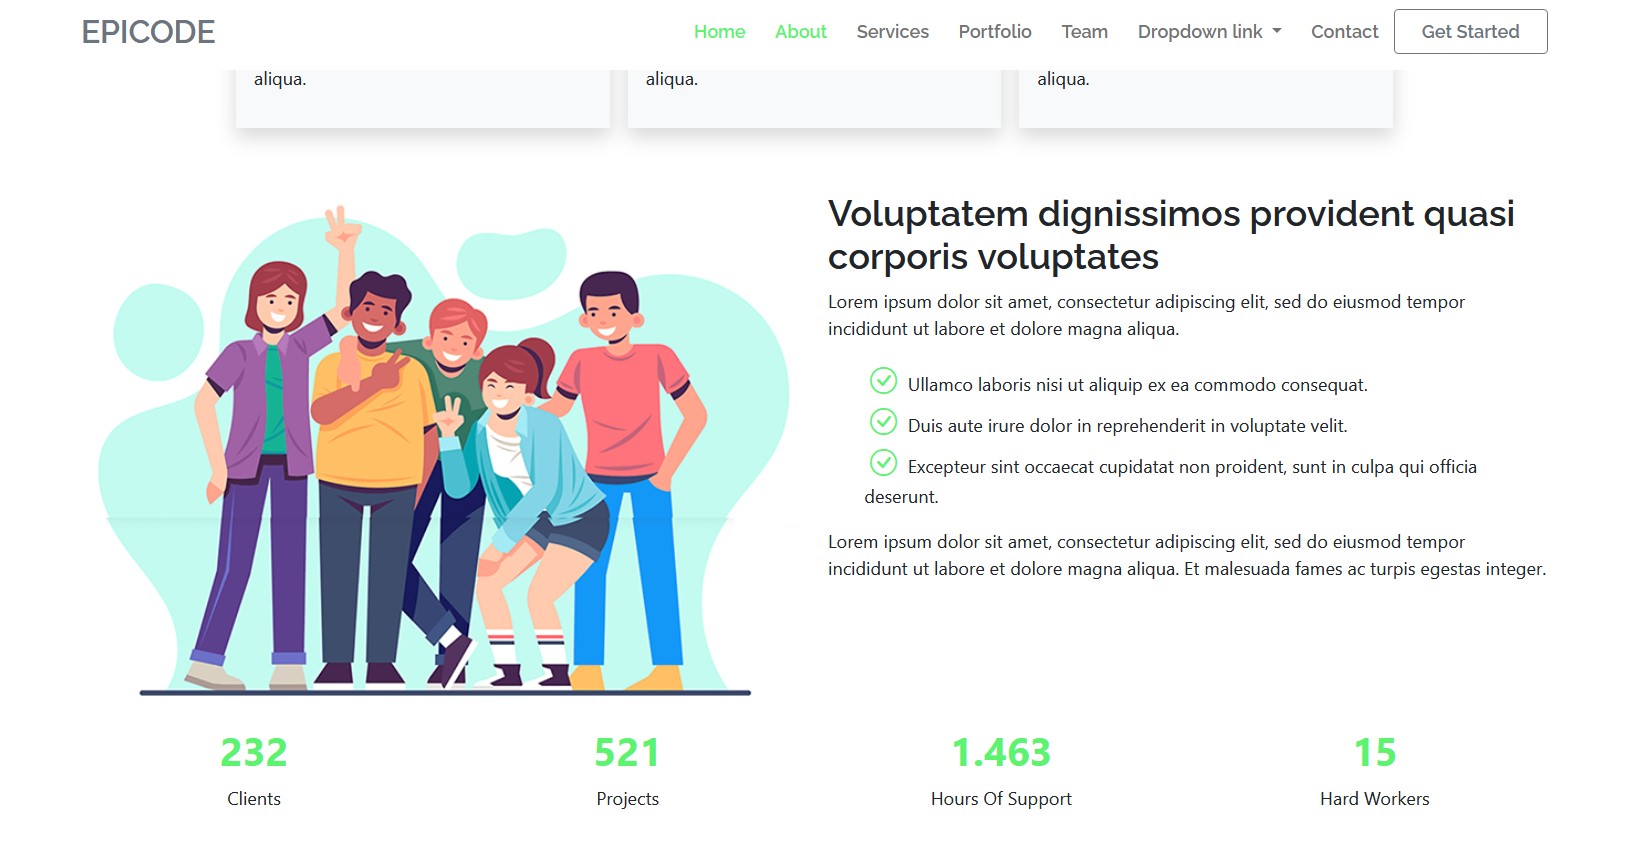 EPICODE
Home About Services Portfolio Team Dropdown link Contact Get Started
aliqua. aliqua. aliqua.
Voluptatem dignissimos provident quasi
corporis voluptates
Lorem ipsum dolor sit amet, consectetur adipiscing elit, sed do eiusmod tempor
incididunt ut labore et dolore magna aliqua.
Ullamco laboris nisi ut aliquip ex ea commodo consequat.
Duis aute irure dolor in reprehenderit in voluptate velit.
Excepteur sint occaecat cupidatat non proident, sunt in culpa qui officia
deserunt.
Lorem ipsum dolor sit amet, consectetur adipiscing elit, sed do eiusmod tempor
incididunt ut labore et dolore magna aliqua. Et malesuada fames ac turpis egestas integer.
232 521 1.463 15
Clients Projects Hours Of Support Hard Workers